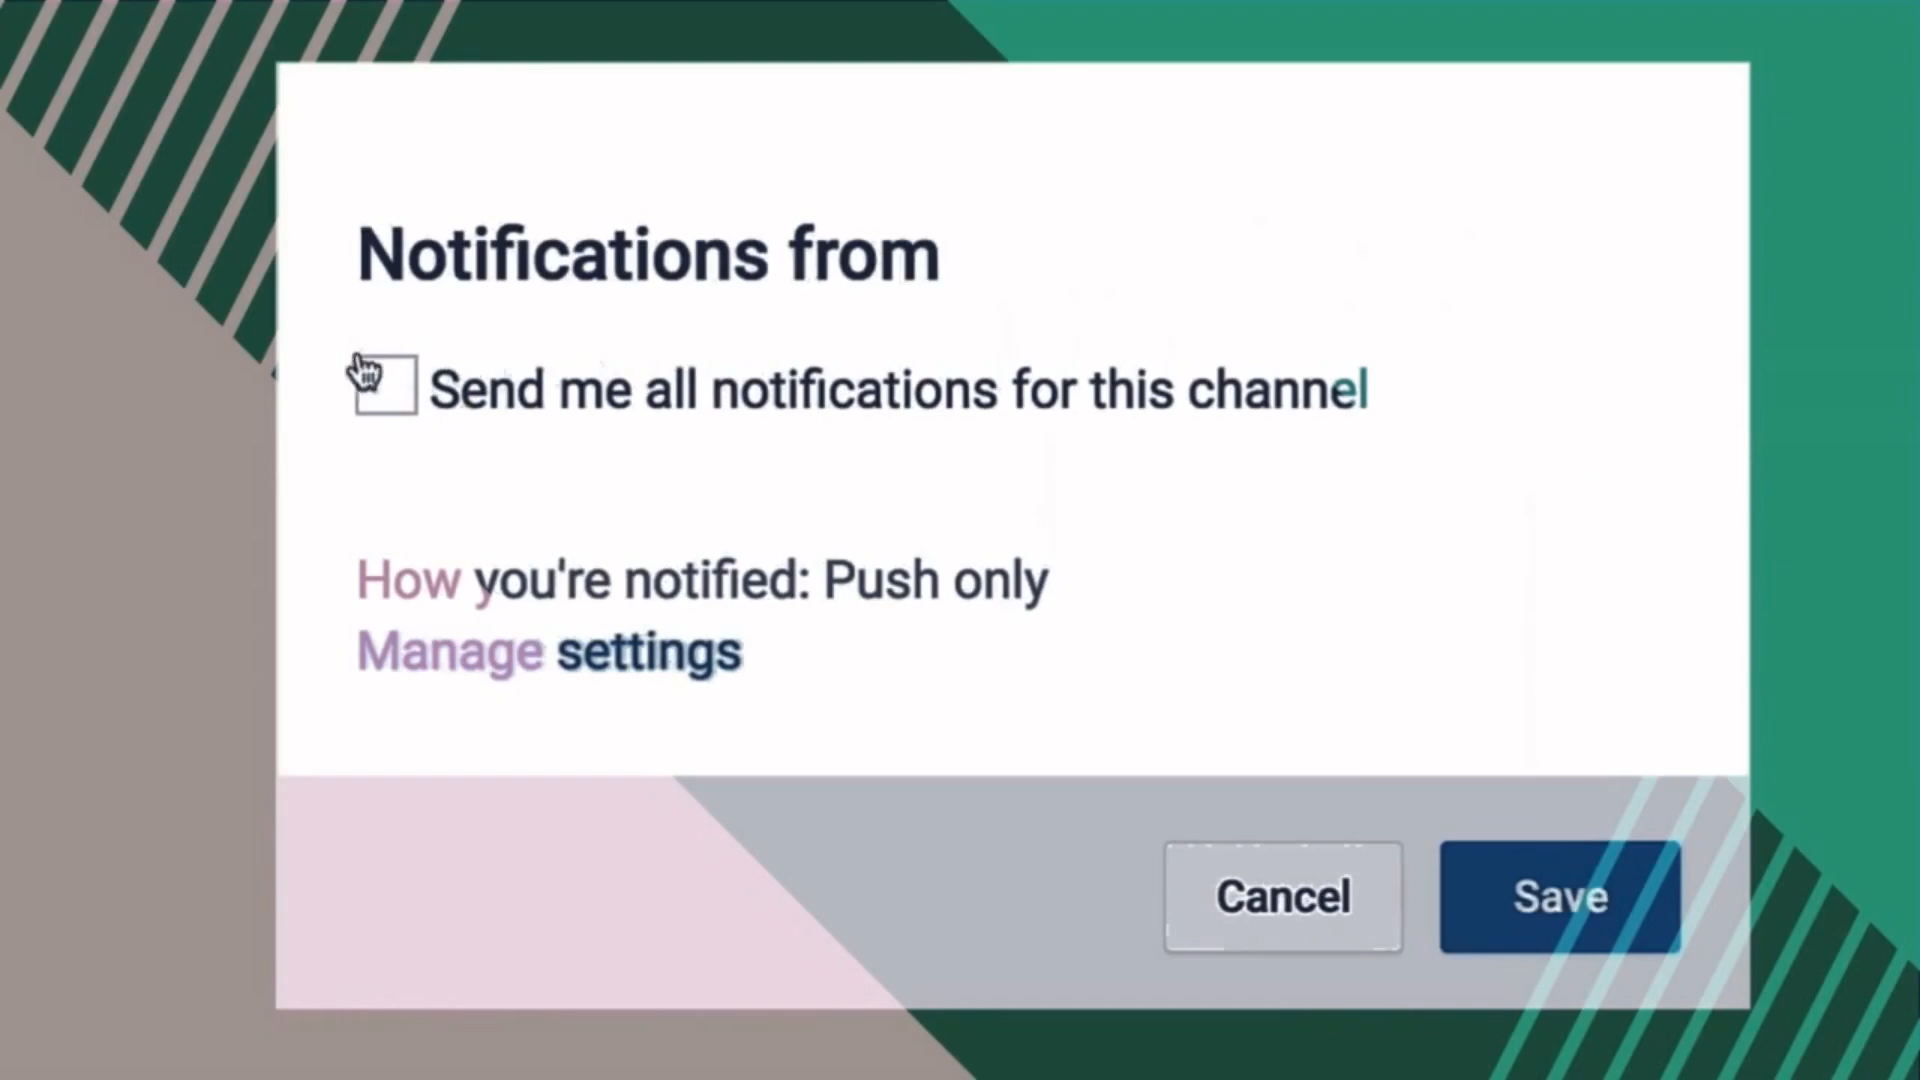 Notifications from
Send me all notifications for this channel
How you're notified: Push only
Manage settings
Cancel
Save